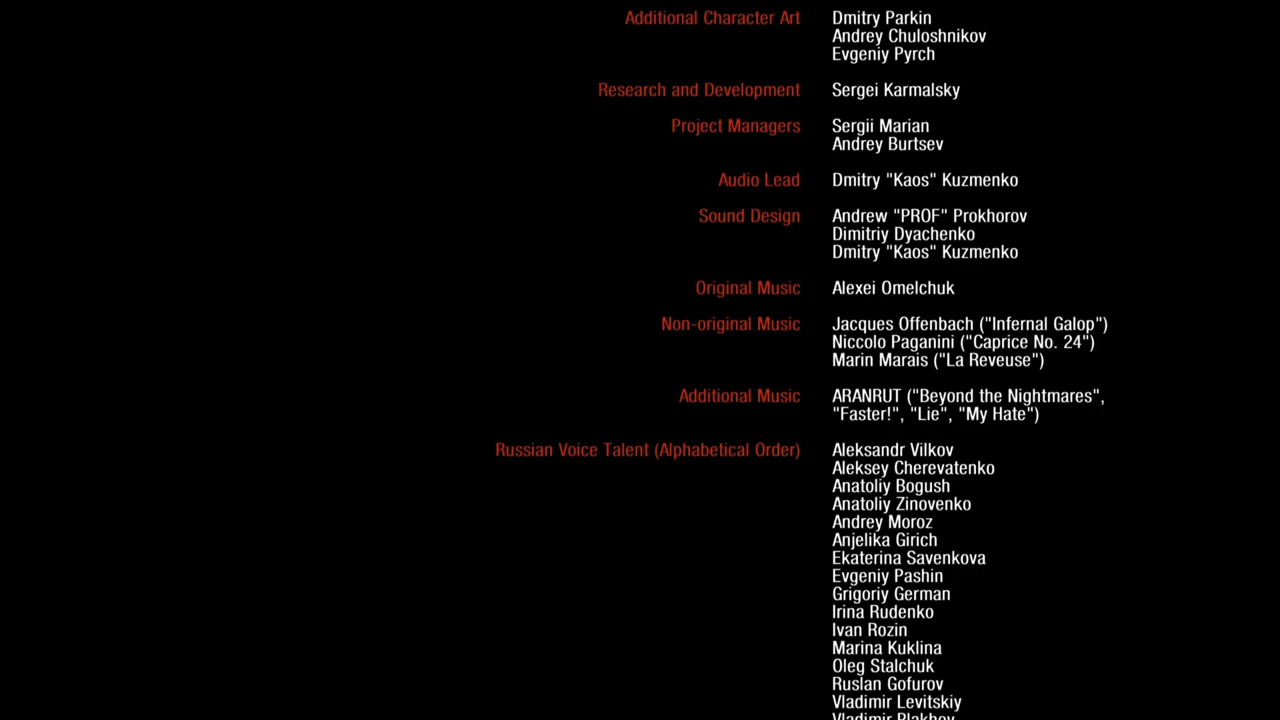 Additional Character Art Dmitry Parkin
Andrey Chuloshnikov
Evgeniy Pyrch
Research and Development Sergei Karmalsky
Project Managers Sergii Marian
Andrey Burtsev
Audio Lead Dmitry "Kaos" Kuzmenko
Sound Design Andrew "PROF" Prokhorov
Dimitriy Dyachenko
Dmitry "Kaos" Kuzmenko
Original Music Alexei Omelchuk
Non-original Music Jacques Offenbach ("Infernal Galop")
Niccolo Paganini ("Caprice No. 24")
Marin Marais ("La Reveuse")
Additional Music ARANRUT ("Beyond the Nightmares",
"Faster!", "Lie", "My Hate")
Russian Voice Talent (Alphabetical Order) Aleksandr Vilkov
Aleksey Cherevatenko
Anatoliy Bogush
Anatoliy Zinovenko
Andrey Moroz
Anjelika Girich
Ekaterina Savenkova
Evgeniy Pashin
Grigoriy German
Irina Rudenko
Ivan Rozin
Marina Kuklina
Oleg Stalchuk
Ruslan Gofurov
Vladimir Levitskiy
Vladimir